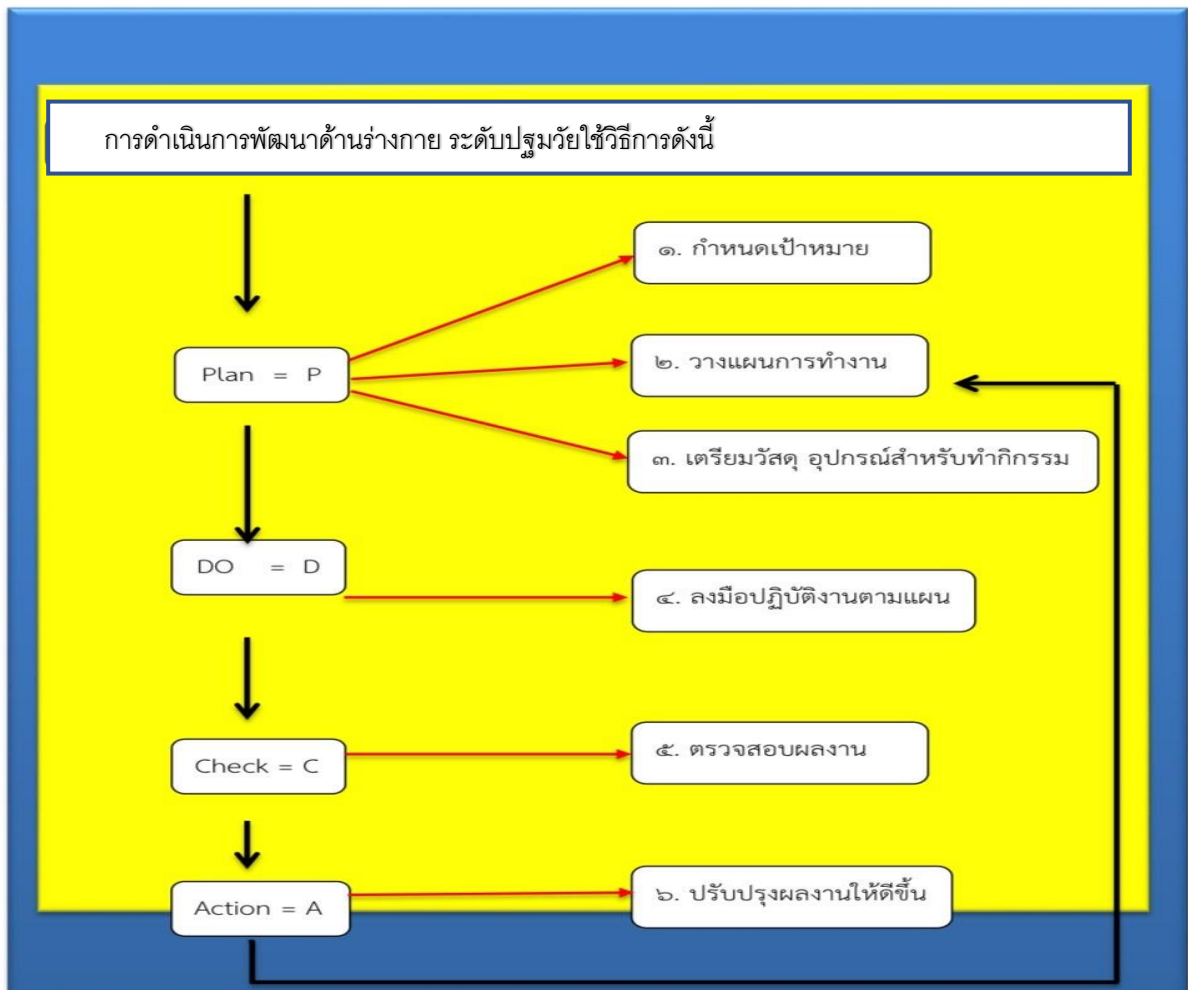 การดำเนินการพัฒนาด้านร่างกาย ระดับปฐมวัยใช้วิธีการดังนี้
๑. กำหนดเป้าหมาย
Plan = P
๒. วางแผนการทำงาน
๓. เตรียมวัสดุ อุปกรณ์สำหรับทำกิกรรม
DO = D
๔. ลงมือปฏิบัติงานตามแผน
Check = C
๕. ตรวจสอบผลงาน
Action = A
๖. ปรับปรุงผลงานให้ดีขึ้น